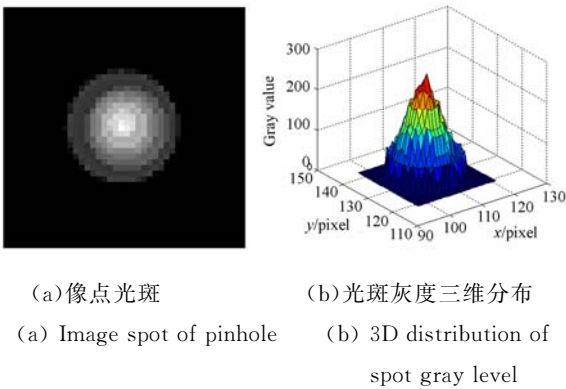 300
200
100
0
0
150
140
130
120
110
90
100
110
120
130
Gray value
y/pixel
x/pixel
(a)像点光斑
(b)光斑灰度三维分布
(a) Image spot of pinhole
(b) 3D distribution of
spot gray level